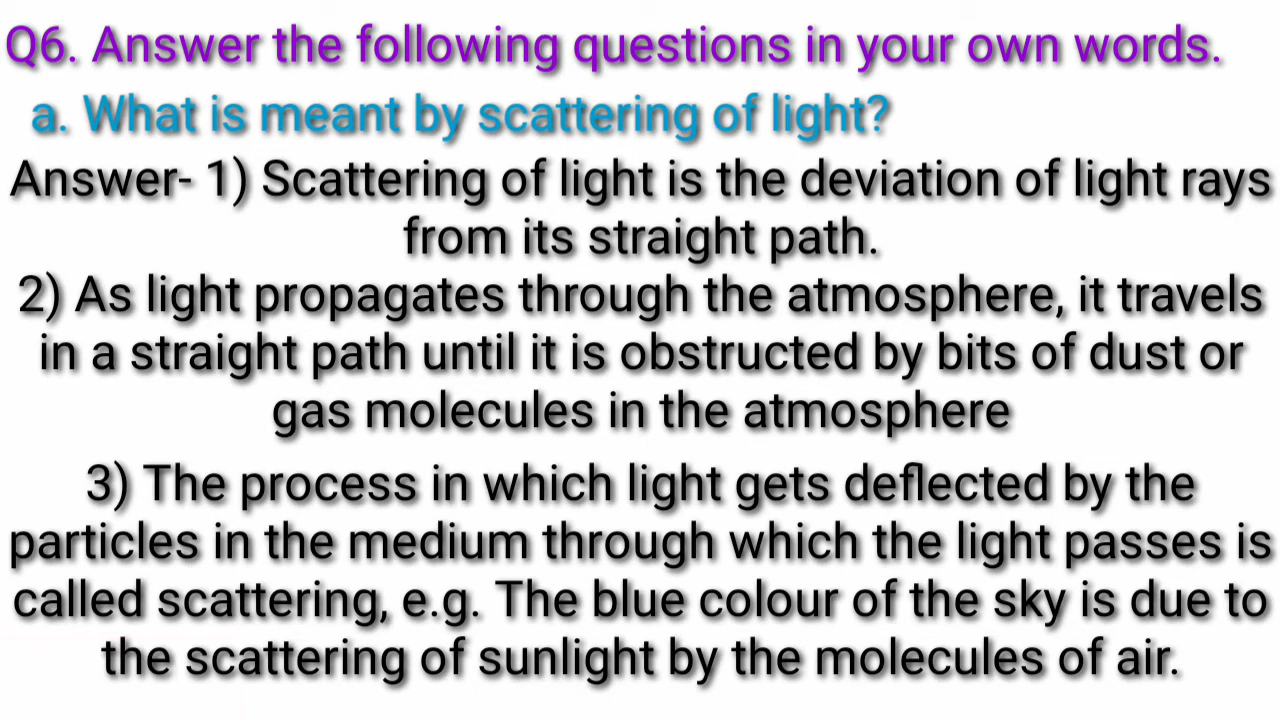 Q6. Answer the following questions in your own words.
a. What is meant by scattering of light?
Answer- 1) Scattering of light is the deviation of light rays
from its straight path.
2) As light propagates through the atmosphere, it travels
in a straight path until it is obstructed by bits of dust or
gas molecules in the atmosphere
3) The process in which light gets deflected by the
particles in the medium through which the light passes is
called scattering, e.g. The blue colour of the sky is due to
the scattering of sunlight by the molecules of air.